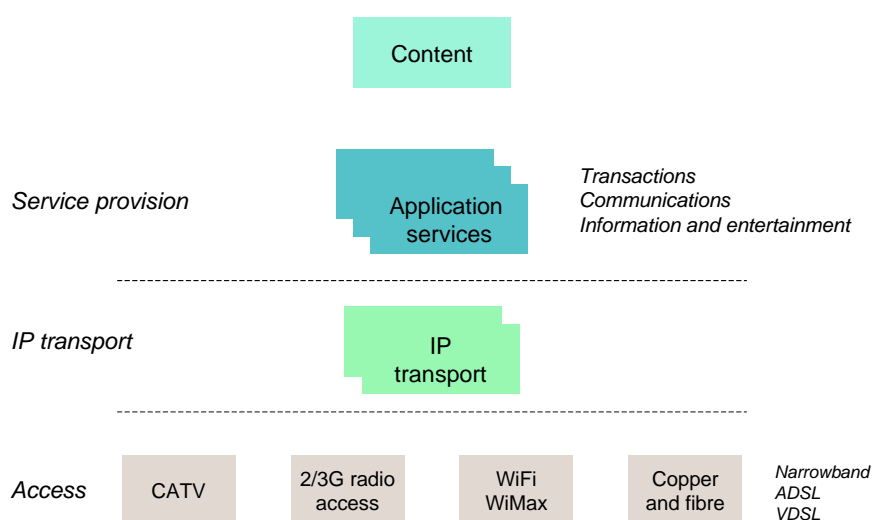 Content
Service provision
Application
services
Transactions
Communications
Information and entertainment
IP transport
IP
transport
Access
CATV
2/3G radio
access
WiFi
WiMax
Copper
and fibre
Narrowband
ADSL
VDSL